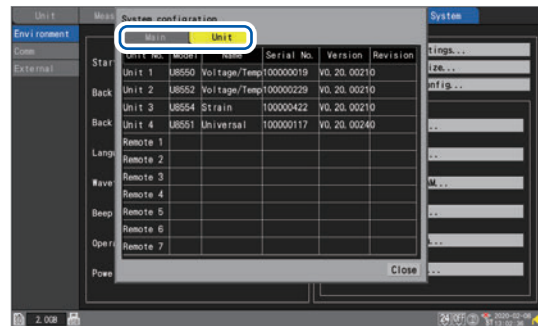 Unit Meas System configuration System
Environment Main Unit
Comm
External
Unit No. Model Name Serial No. Version Revision
Unit 1 U8550 Voltage/Temp 100000019 V0.20.0021 0
Unit 2 U8552 Voltage/Temp 100000229 V0.20.0021 0
Unit 3 U8554 Strain 100000422 V0.20.0021 0
Unit 4 U8551 Universal 100000117 V0.20.0024 0
Remote 1
Remote 2
Remote 3
Remote 4
Remote 5
Remote 6
Remote 7
Close
Star
Back
Back
Lang
Wave
Beep
Oper
Powe
tings...
ize...
nfig...
2.0GB
2020-02-08